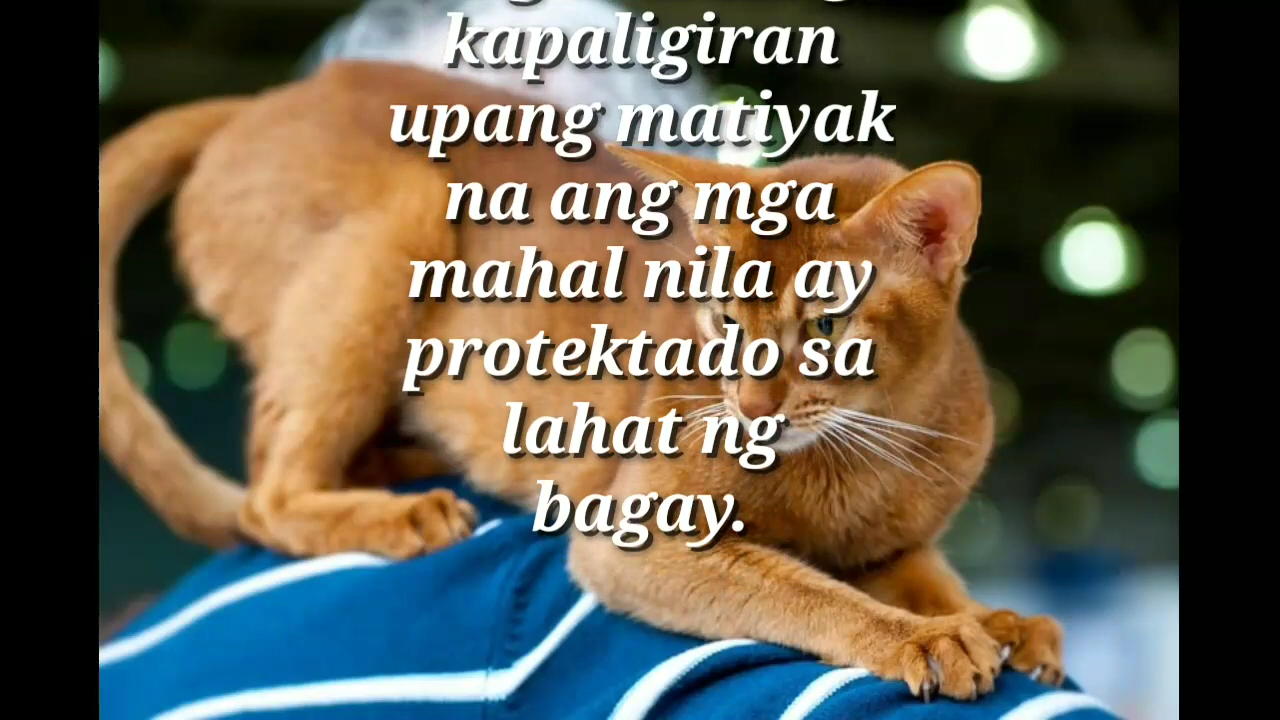 kapaligiran
upang matiyak
na ang mga
mahal nila ay
protektado sa
lahat ng
bagay.